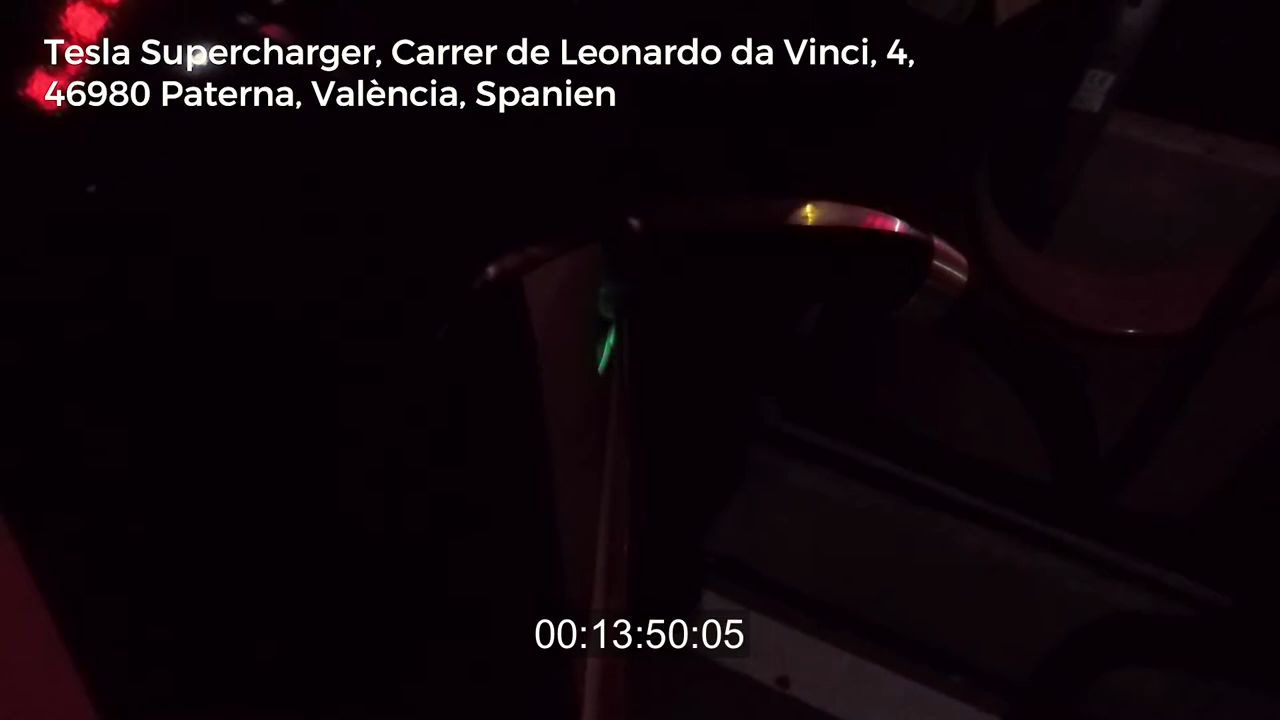 Tesla Supercharger, Carrer de Leonardo da Vinci, 4,
46980 Paterna, València, Spanien
00:13:50:05